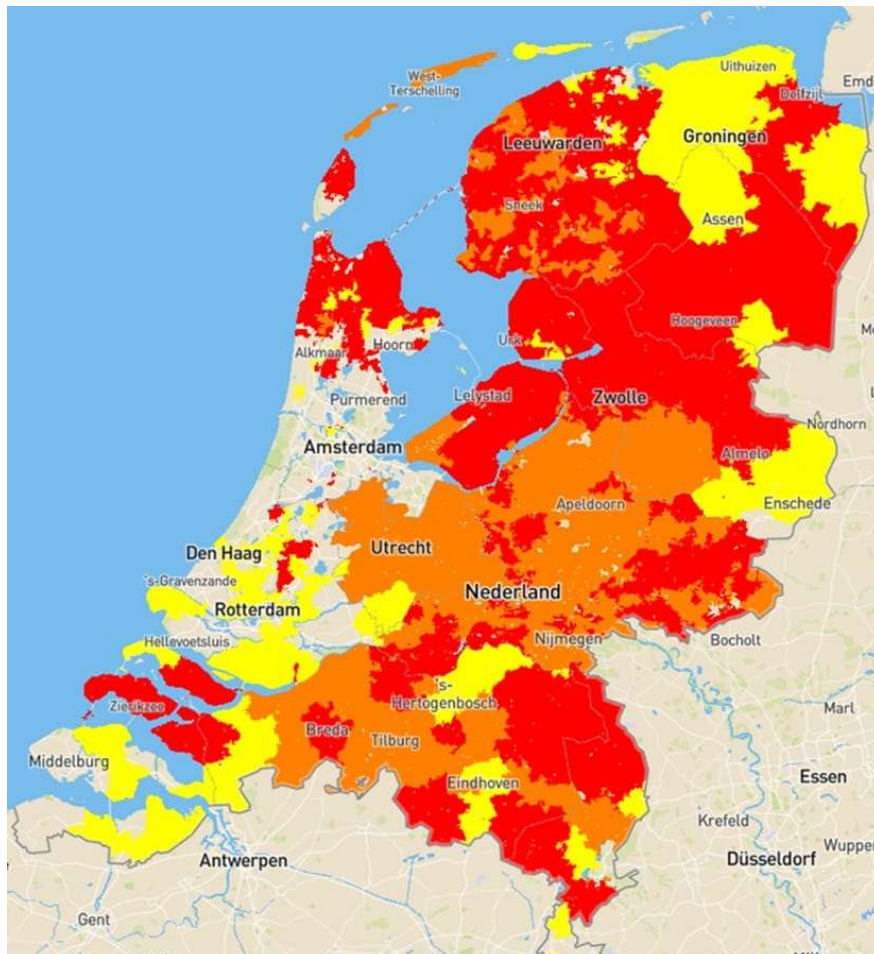 Uithuizen
Emd
West-
Terschelling
Delfzijl
Leeuwarden
Groningen
Sneek
Assen
Hoogeveen
Urk
Alkmaar
Hoorn
Lelystad
Zwolle
Purmerend
Nordhorn
Amsterdam
Almelo
Apeldoorn
Enschede
Den Haag
Utrecht
's-Gravenzande
Nederland
Rotterdam
Hellevoetsluis
Nijmegen
Bocholt
's-
Hertogenbosch
Zierikzee
Marl
Breda
Tilburg
Middelburg
Eindhoven
Essen
Krefeld
Wupper
Antwerpen
Düsseldorf
Gent